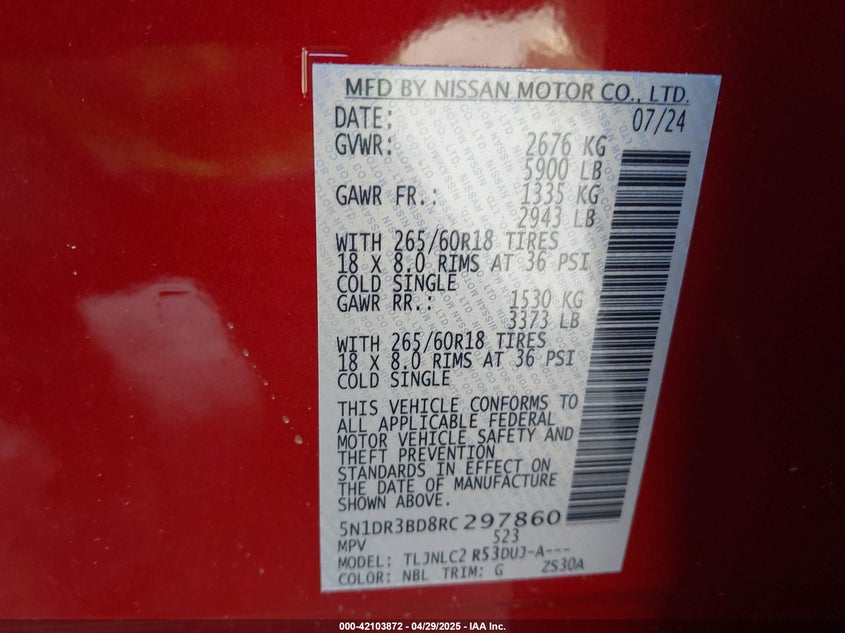 MFD BY NISSAN MOTOR CO., LTD.
DATE: 07/24
GVWR: 2676 KG
5900 LB
GAWR FR.: 1335 KG
2943 LB
WITH 265/60R18 TIRES
18 X 8.0 RIMS AT 36 PSI
COLD SINGLE
GAWR RR.: 1530 KG
3373 LB
WITH 265/60R18 TIRES
18 X 8.0 RIMS AT 36 PSI
COLD SINGLE
THIS VEHICLE CONFORMS TO
ALL APPLICABLE FEDERAL
MOTOR VEHICLE SAFETY AND
THEFT PREVENTION
STANDARDS IN EFFECT ON
THE DATE OF MANUFACTURE
SHOWN ABOVE.
5N1DR3BD8RC297860
MPV 523
MODEL: TLJNLC2 R53DUJ-A---
COLOR: NBL TRIM: G ZS30A
000-42103872 - 04/29/2025 - IAA Inc.